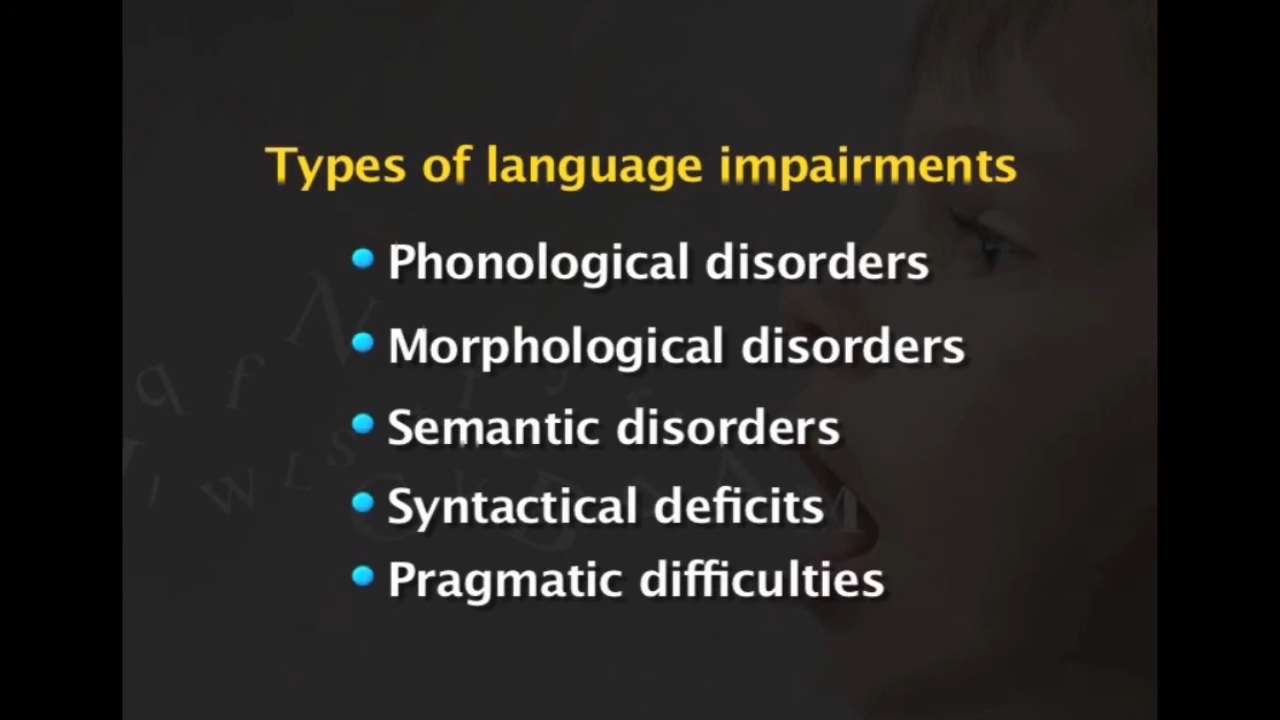 Types of language impairments
• Phonological disorders
• Morphological disorders
• Semantic disorders
• Syntactical deficits
• Pragmatic difficulties